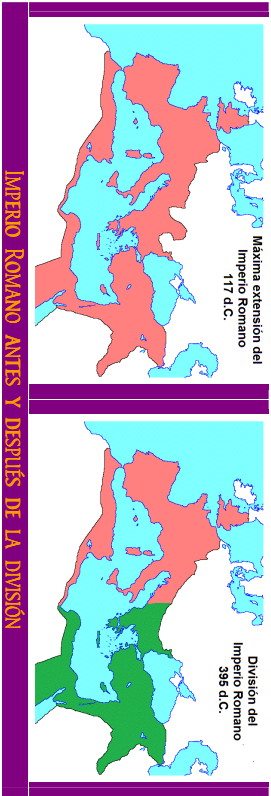 Máxima extensión del
Imperio Romano
117 d.C.
División del
Imperio Romano
395 d.C.
IMPERIO ROMANO ANTES Y DESPUÉS DE LA DIVISIÓN